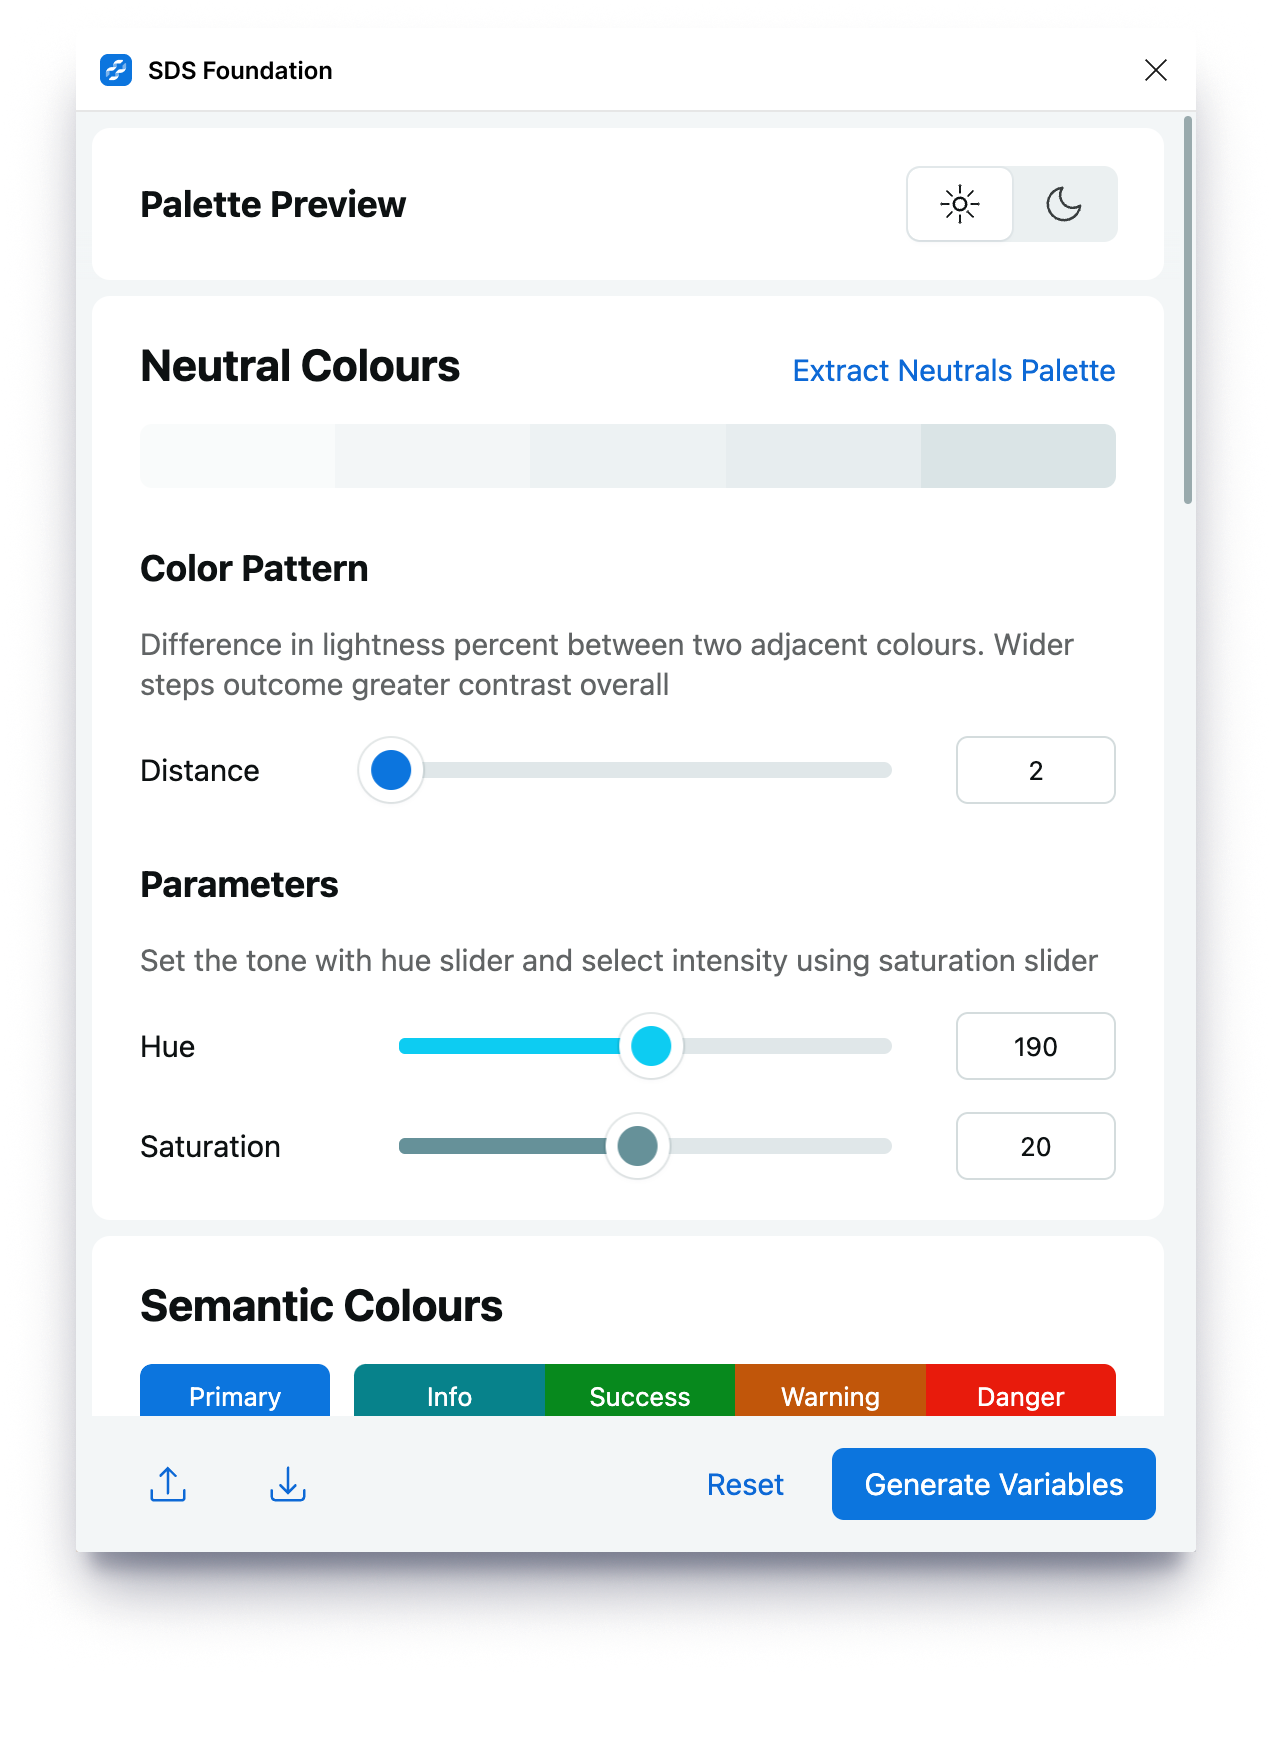 SDS Foundation
Palette Preview
Neutral Colours
Extract Neutrals Palette
Color Pattern
Difference in lightness percent between two adjacent colours. Wider
steps outcome greater contrast overall
Distance
2
Parameters
Set the tone with hue slider and select intensity using saturation slider
Hue
190
Saturation
20
Semantic Colours
Primary
Info
Success
Warning
Danger
Reset
Generate Variables